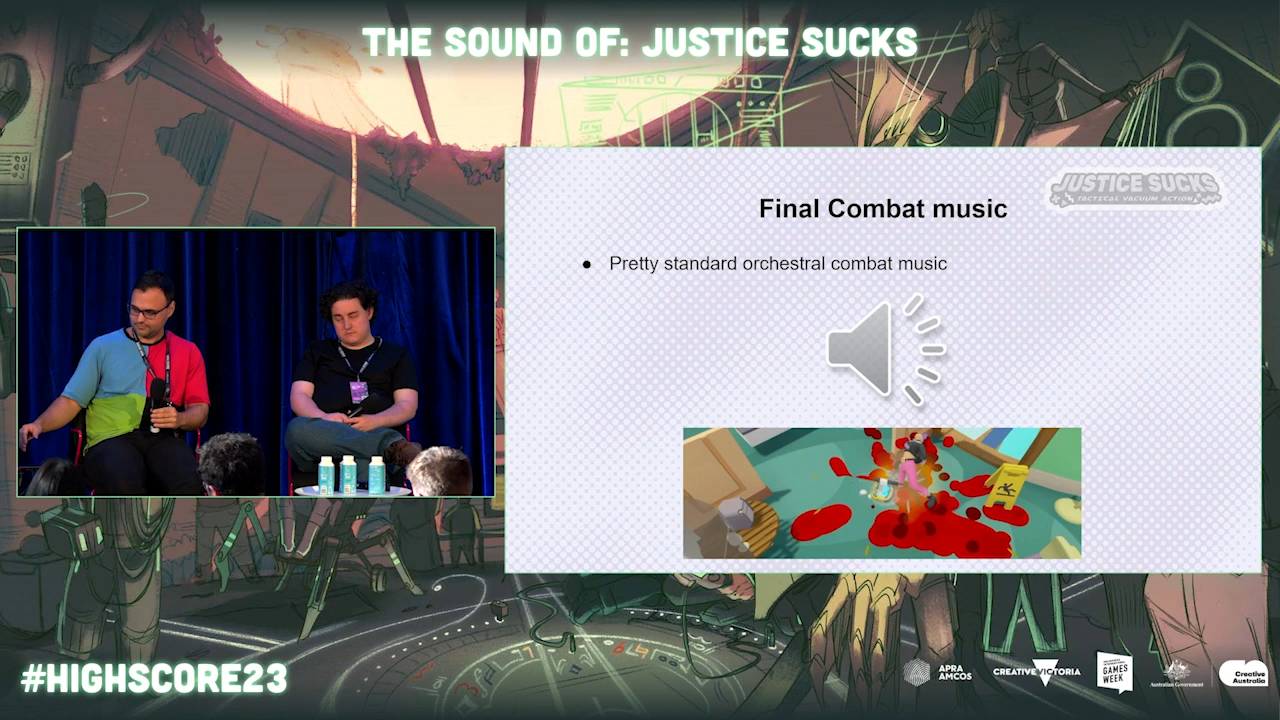 THE SOUND OF: JUSTICE SUCKS
JUSTICE SUCKS
TACTICAL VACUUM ACTION
Final Combat music
● Pretty standard orchestral combat music
#HIGHSCORE23
APRA
AMCOS
CREATIVE VICTORIA
GAMES
WEEK
Australian Government
Creative
Australia